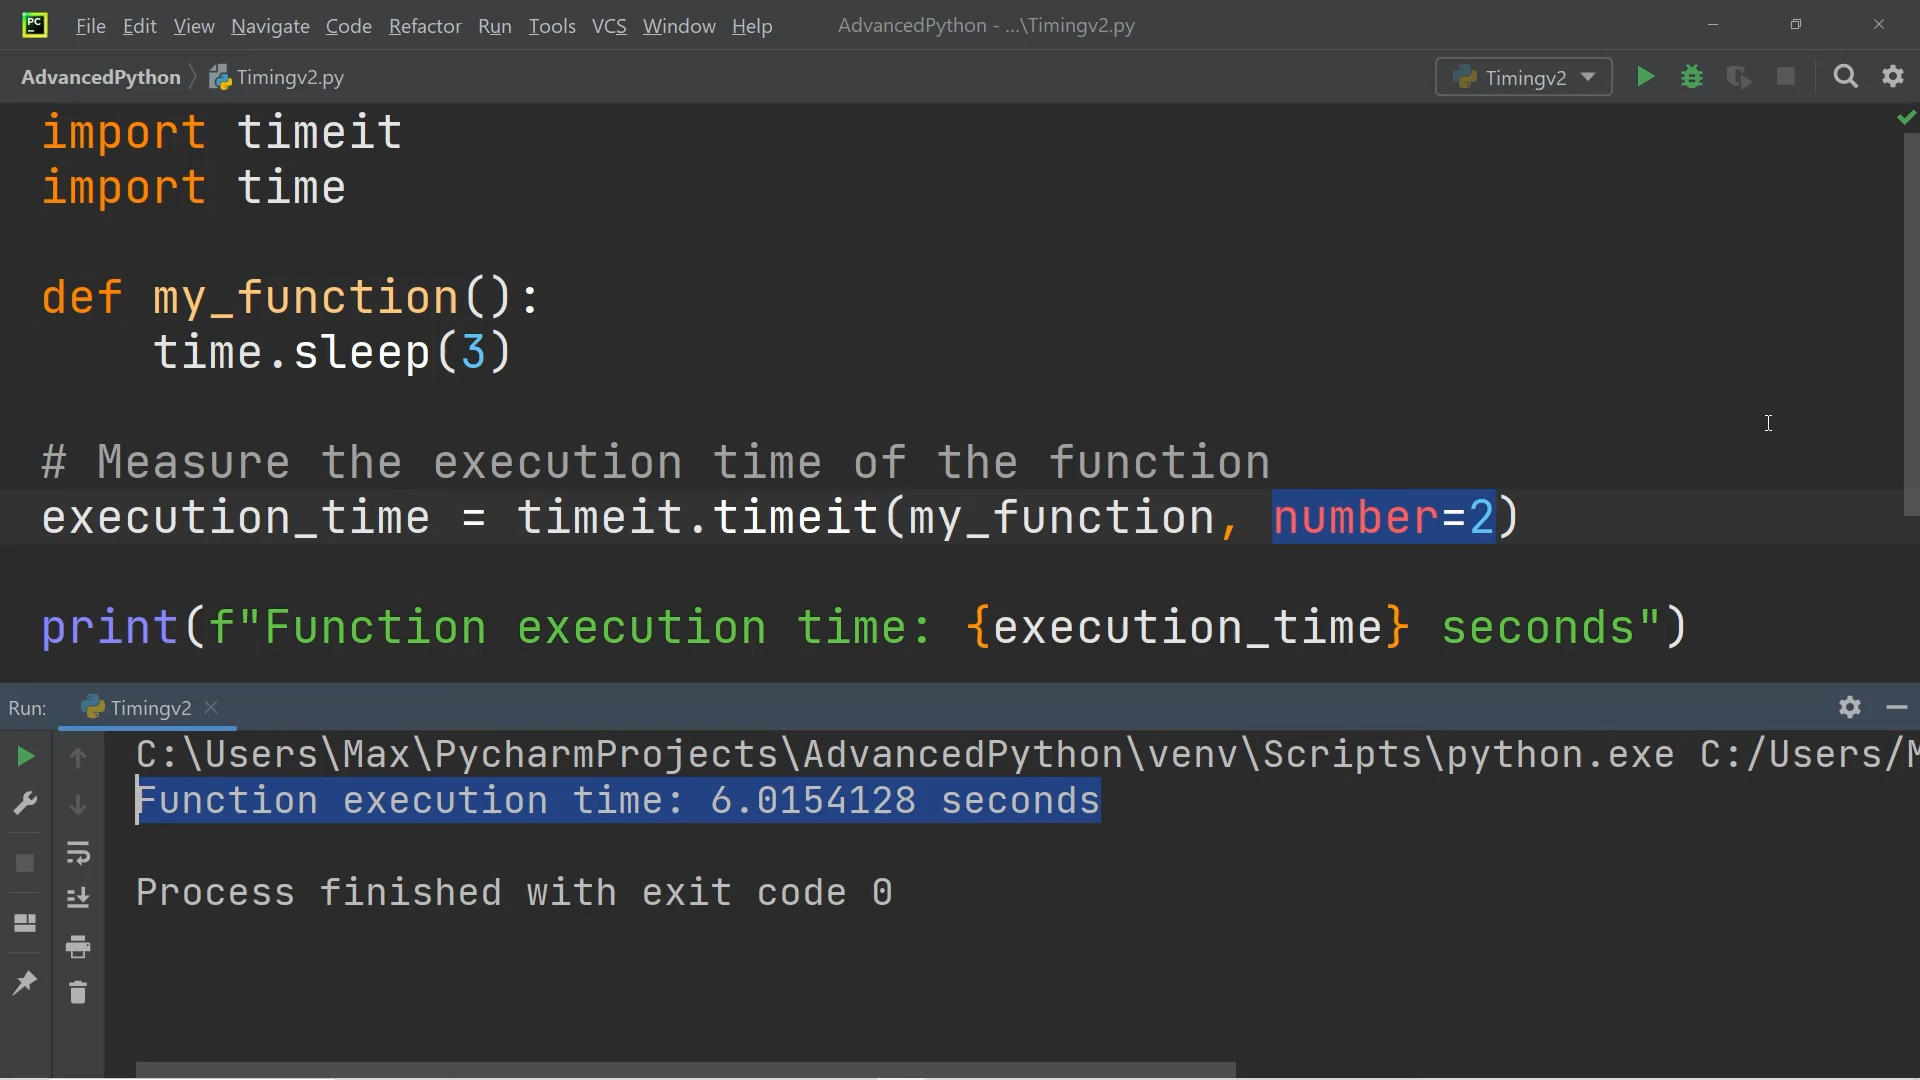 PC File Edit View Navigate Code Refactor Run Tools VCS Window Help AdvancedPython - ...\Timingv2.py
AdvancedPython Timingv2.py Timingv2
import timeit
import time
def my_function():
    time.sleep(3)
# Measure the execution time of the function
execution_time = timeit.timeit(my_function, number=2)
print(f"Function execution time: {execution_time} seconds")
Run: Timingv2
C:\Users\Max\PycharmProjects\AdvancedPython\venv\Scripts\python.exe C:/Users/M
Function execution time: 6.0154128 seconds
Process finished with exit code 0